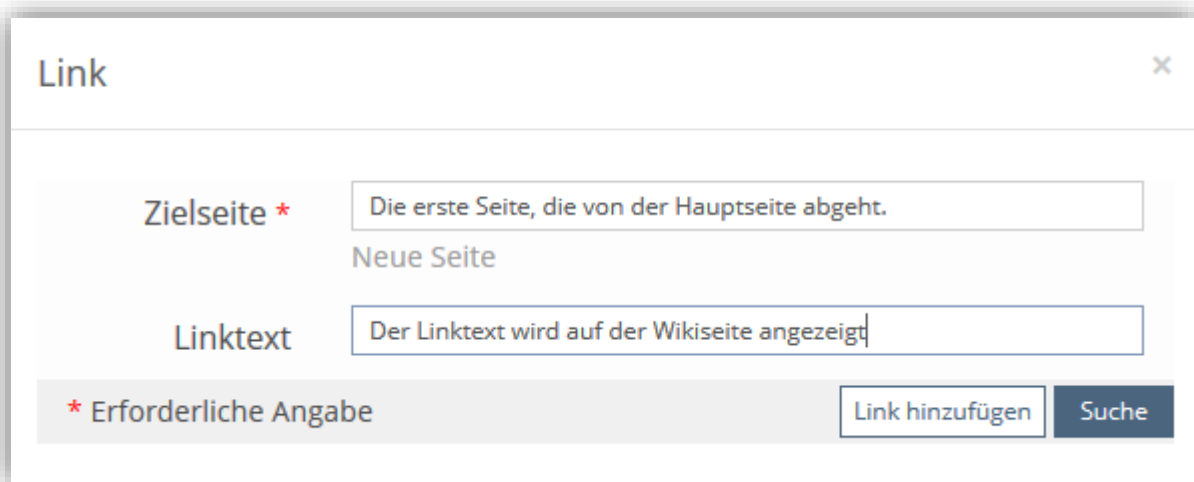 Link ×
Zielseite * Die erste Seite, die von der Hauptseite abgeht.
Neue Seite
Linktext Der Linktext wird auf der Wikiseite angezeigt
* Erforderliche Angabe Link hinzufügen Suche